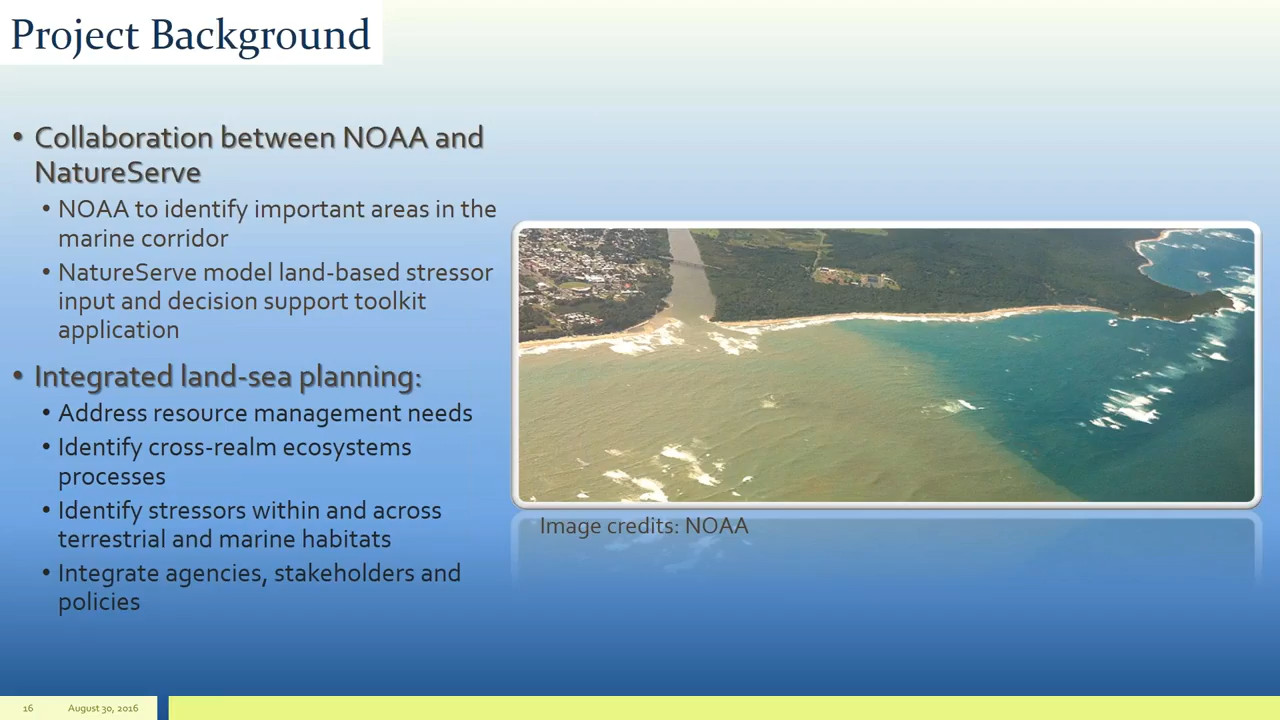 Project Background
• Collaboration between NOAA and
NatureServe
• NOAA to identify important areas in the
marine corridor
• NatureServe model land-based stressor
input and decision support toolkit
application
• Integrated land-sea planning:
• Address resource management needs
• Identify cross-realm ecosystems
processes
• Identify stressors within and across
terrestrial and marine habitats
• Integrate agencies, stakeholders and
policies
Image credits: NOAA
16 August 30, 2016